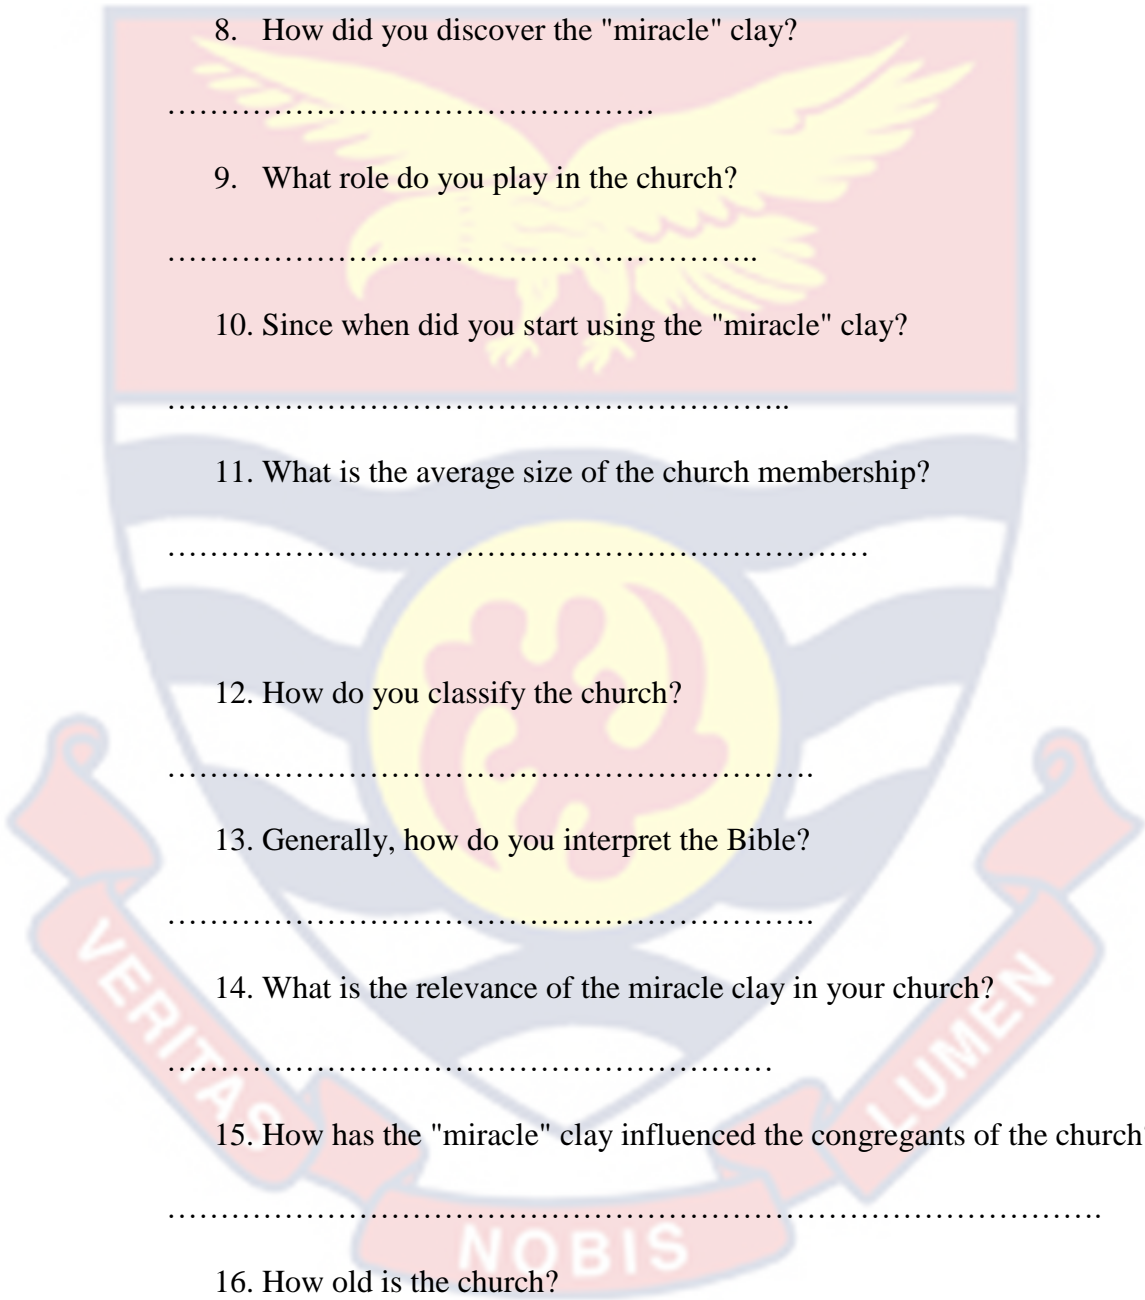 8. How did you discover the "miracle" clay?
……………………………………….
9. What role do you play in the church?
………………………………………………..
10. Since when did you start using the "miracle" clay?
…………………………………………………..
11. What is the average size of the church membership?
…………………………………………………………
12. How do you classify the church?
…………………………………………………….
13. Generally, how do you interpret the Bible?
…………………………………………………….
14. What is the relevance of the miracle clay in your church?
…………………………………………………
15. How has the "miracle" clay influenced the congregants of the church?
…………………………………………………………………………….
16. How old is the church?
VERITAS
NOBIS
LUMEN